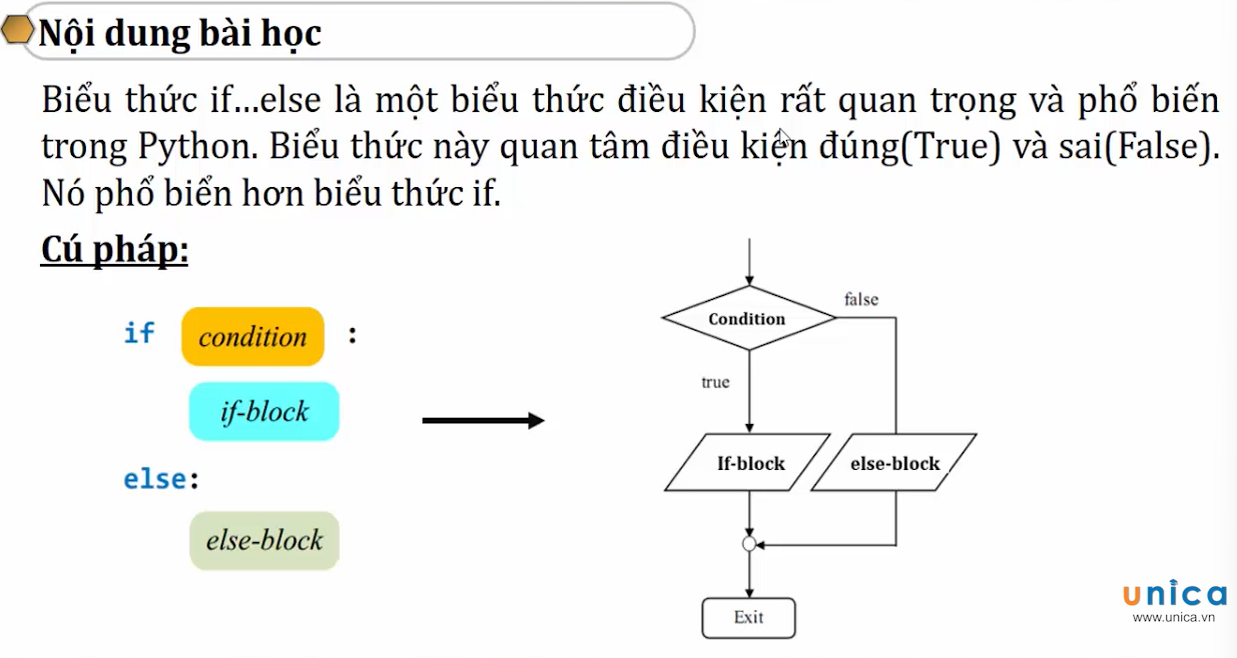 Nội dung bài học
Biểu thức if...else là một biểu thức điều kiện rất quan trọng và phổ biến
trong Python. Biểu thức này quan tâm điều kiện đúng(True) và sai(False).
Nó phổ biển hơn biểu thức if.
Cú pháp:
if condition :
if-block
else:
else-block
false
Condition
true
If-block
else-block
Exit
unica
www.unica.vn